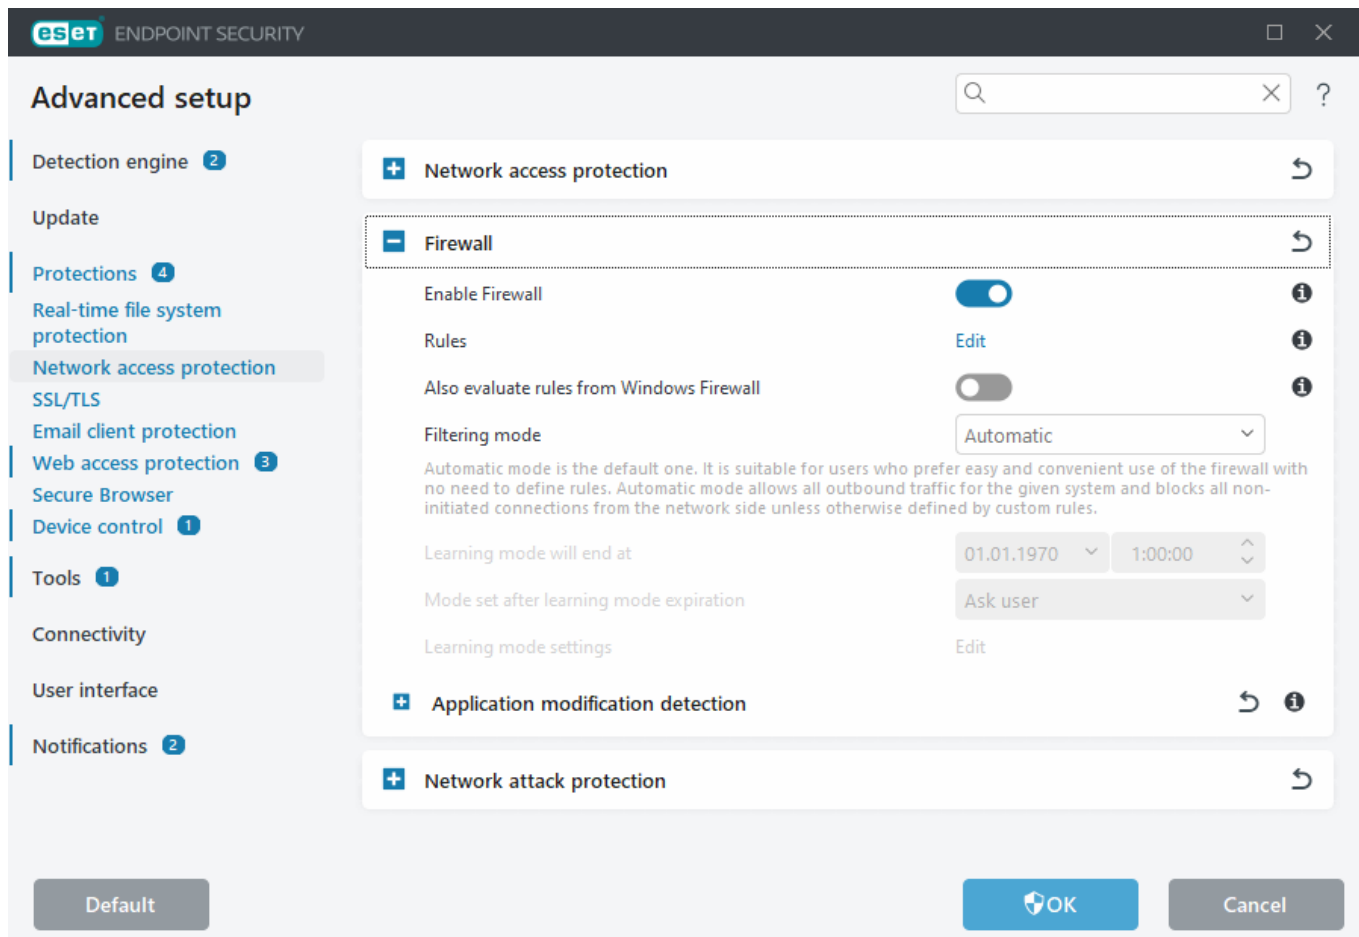 eseT ENDPOINT SECURITY
Advanced setup
?
Detection engine 2
Update
Protections 4
Real-time file system
protection
Network access protection
SSL/TLS
Email client protection
Web access protection 3
Secure Browser
Device control 1
Tools 1
Connectivity
User interface
Notifications 2
Network access protection
Firewall
Enable Firewall
Rules Edit
Also evaluate rules from Windows Firewall
Filtering mode Automatic
Automatic mode is the default one. It is suitable for users who prefer easy and convenient use of the firewall with
no need to define rules. Automatic mode allows all outbound traffic for the given system and blocks all non-
initiated connections from the network side unless otherwise defined by custom rules.
Learning mode will end at 01.01.1970 1:00:00
Mode set after learning mode expiration Ask user
Learning mode settings Edit
Application modification detection
Network attack protection
Default OK Cancel